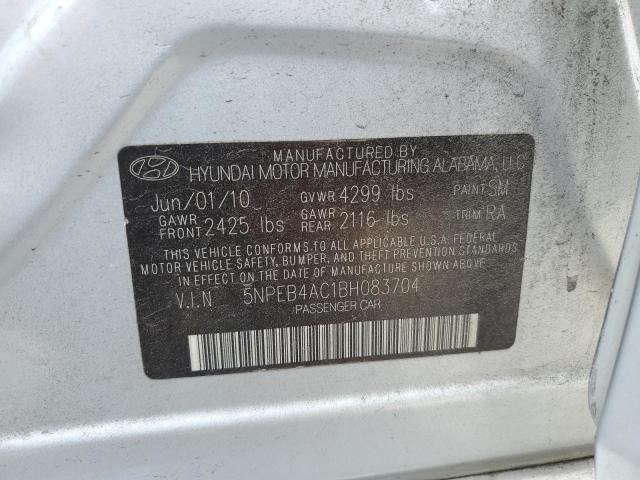 MANUFACTURED BY
HYUNDAI MOTOR MANUFACTURING ALABAMA, LLC
Jun/01/10 GVWR 4299 lbs PAINT SM
GAWR FRONT 2425 lbs GAWR REAR 2116 lbs TRIM RA
THIS VEHICLE CONFORMS TO ALL APPLICABLE U.S.A. FEDERAL
MOTOR VEHICLE SAFETY, BUMPER, AND THEFT PREVENTION STANDARDS
IN EFFECT ON THE DATE OF MANUFACTURE SHOWN ABOVE.
V.I.N 5NPEB4AC1BH083704
PASSENGER CAR